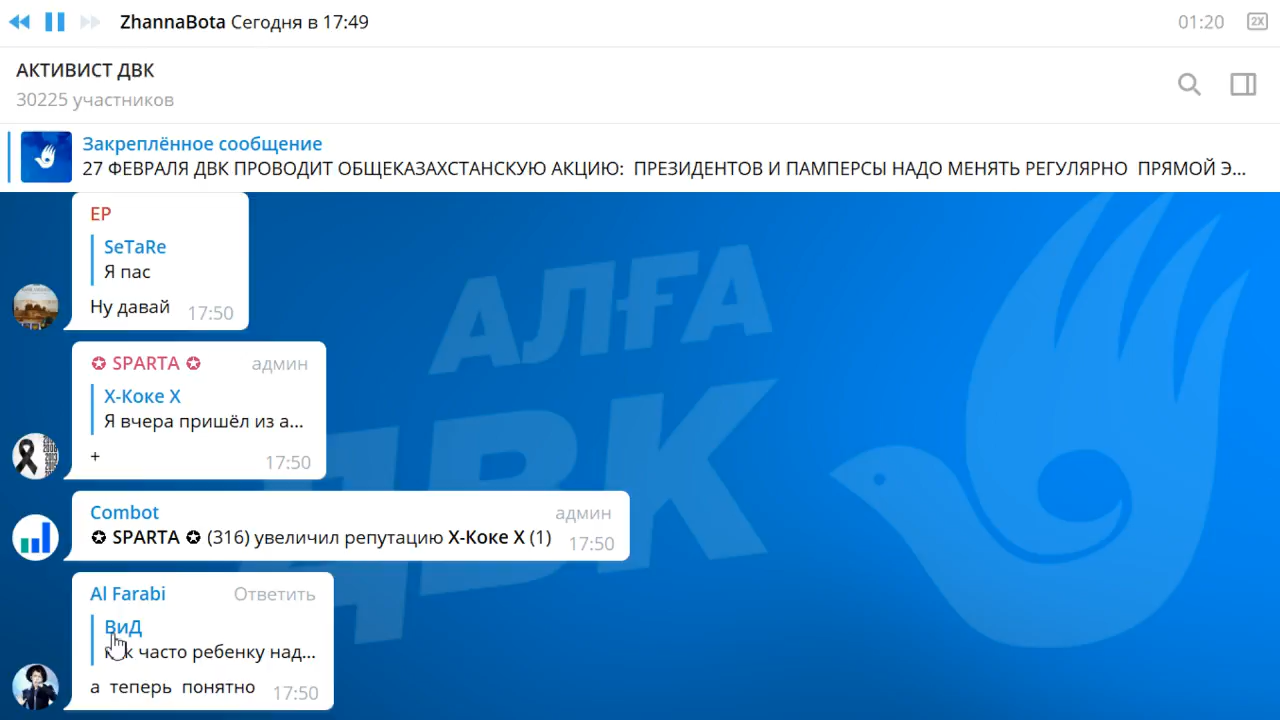 ZhannaBota Сегодня в 17:49
01:20
2X
АКТИВИСТ ДВК
30225 участников
Закреплённое сообщение
27 ФЕВРАЛЯ ДВК ПРОВОДИТ ОБЩЕКАЗАХСТАНСКУЮ АКЦИЮ: ПРЕЗИДЕНТОВ И ПАМПЕРСЫ НАДО МЕНЯТЬ РЕГУЛЯРНО ПРЯМОЙ Э...
АЛҒА
ДВК
EP
SeTaRe
Я пас
Ну давай 17:50
✪ SPARTA ✪ админ
Х-Коке Х
Я вчера пришёл из а...
+ 17:50
Combot админ
✪ SPARTA ✪ (316) увеличил репутацию Х-Коке Х (1) 17:50
Al Farabi Ответить
ВиД
часто ребенку над...
а теперь понятно 17:50